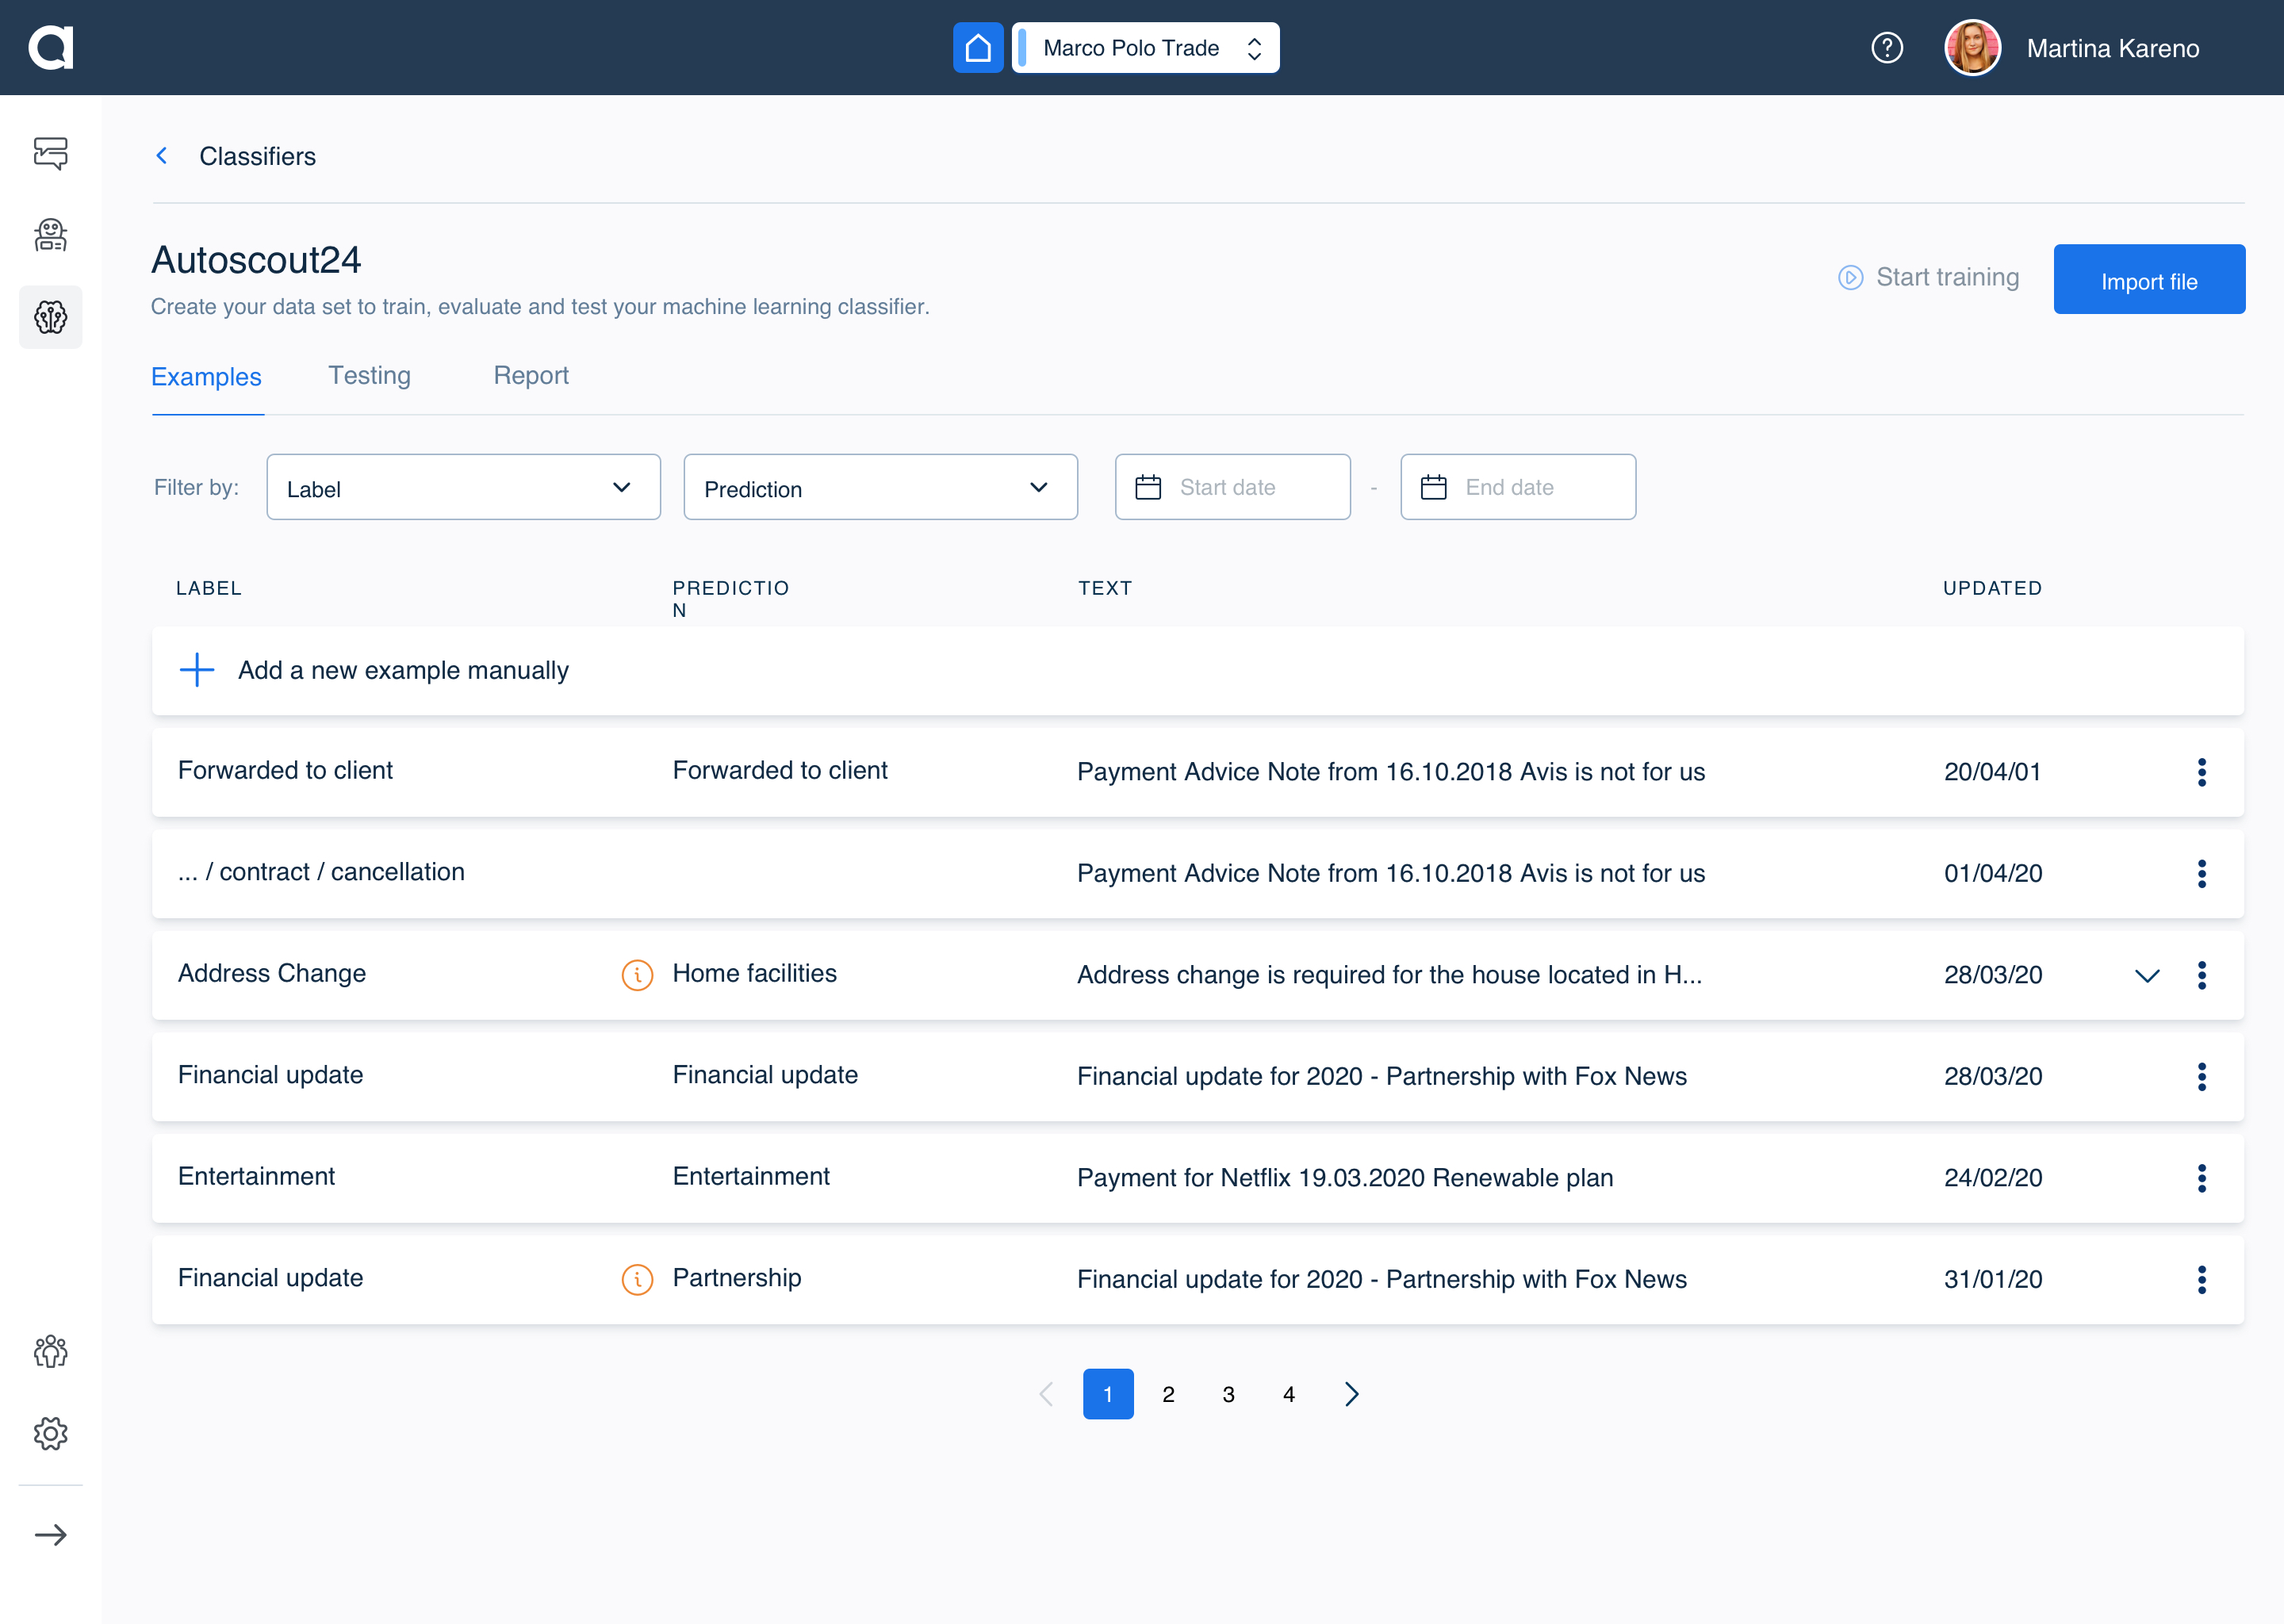 Marco Polo Trade
Martina Kareno
Classifiers
Autoscout24
Create your data set to train, evaluate and test your machine learning classifier.
Start training
Import file
Examples Testing Report
Filter by: Label Prediction Start date - End date
LABEL PREDICTIO TEXT UPDATED
N
Add a new example manually
Forwarded to client Forwarded to client Payment Advice Note from 16.10.2018 Avis is not for us 20/04/01
... / contract / cancellation Payment Advice Note from 16.10.2018 Avis is not for us 01/04/20
Address Change Home facilities Address change is required for the house located in H... 28/03/20
Financial update Financial update Financial update for 2020 - Partnership with Fox News 28/03/20
Entertainment Entertainment Payment for Netflix 19.03.2020 Renewable plan 24/02/20
Financial update Partnership Financial update for 2020 - Partnership with Fox News 31/01/20
1 2 3 4